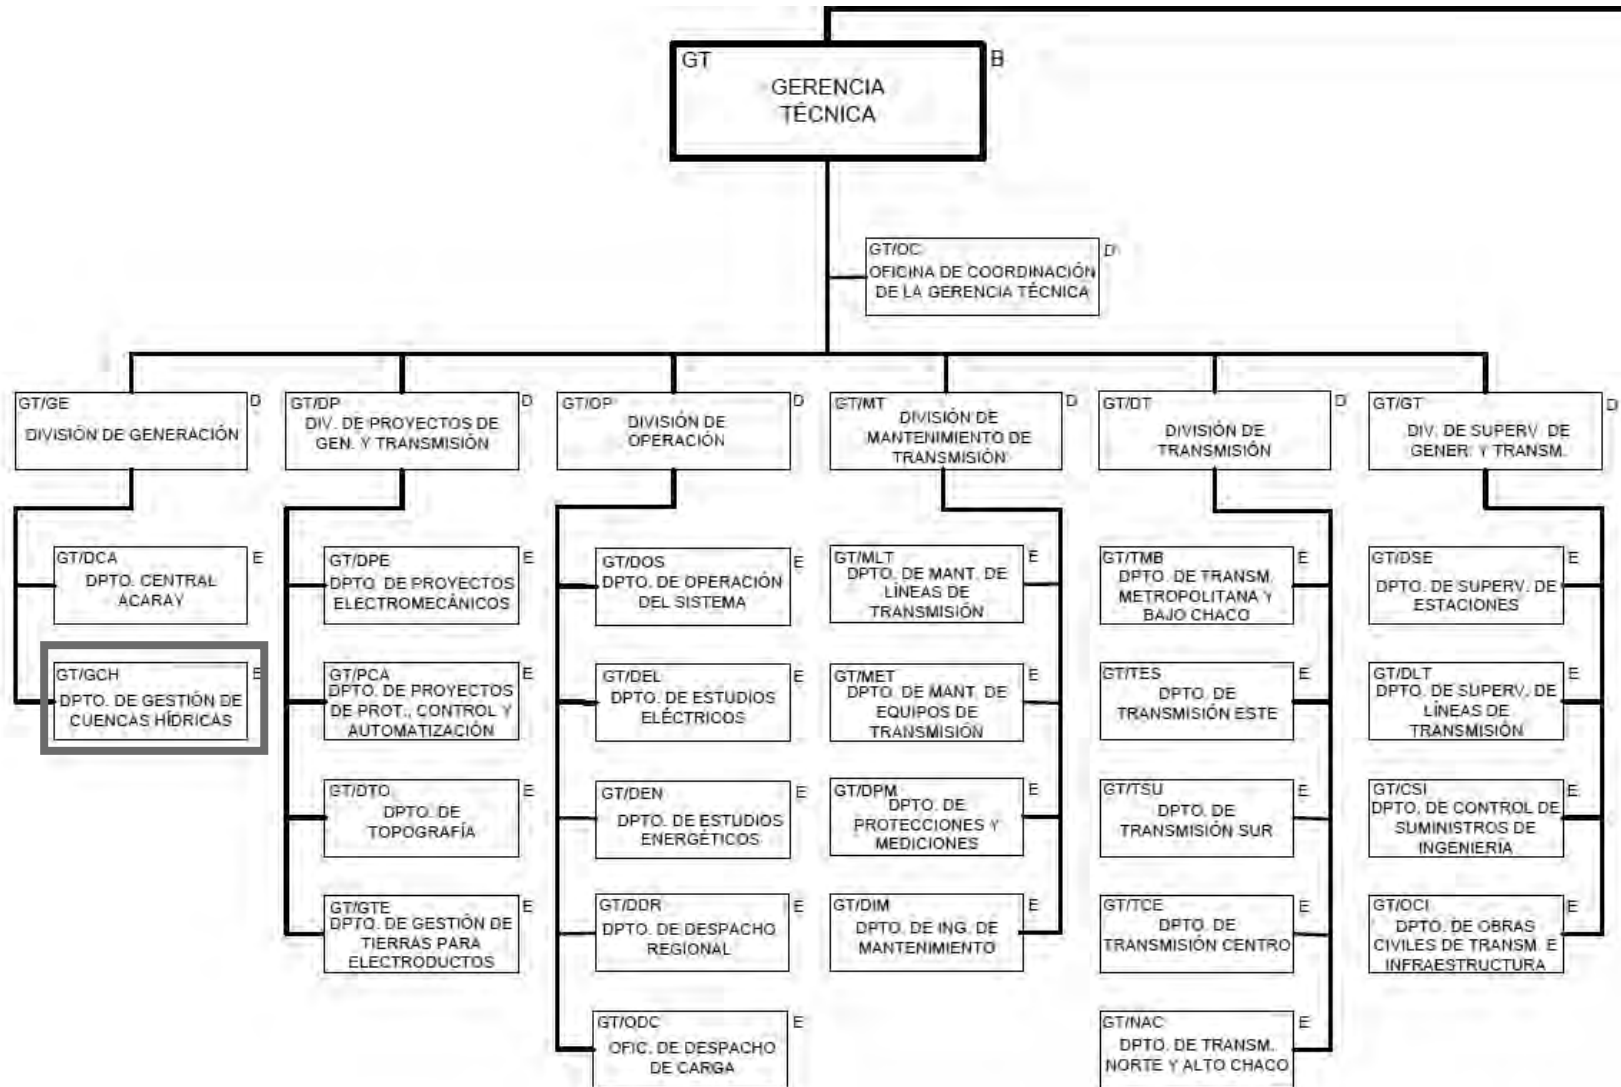 GT
B
GERENCIA
TÉCNICA
GT/OC
D
OFICINA DE COORDINACIÓN
DE LA GERENCIA TÉCNICA
GT/GE
D
DIVISIÓN DE GENERACIÓN
GT/DP
D
DIV. DE PROYECTOS DE
GEN. Y TRANSMISIÓN
GT/OP
D
DIVISIÓN DE
OPERACIÓN
GT/MT
D
DIVISIÓN DE
MANTENIMIENTO DE
TRANSMISIÓN
GT/DT
D
DIVISIÓN DE
TRANSMISIÓN
GT/GT
D
DIV. DE SUPERV. DE
GENER. Y TRANSM.
GT/DCA
E
DPTO. CENTRAL
ACARAY
GT/GCH
E
DPTO. DE GESTIÓN DE
CUENCAS HÍDRICAS
GT/DPE
E
DPTO. DE PROYECTOS
ELECTROMECÁNICOS
GT/PCA
E
DPTO. DE PROYECTOS
DE PROT., CONTROL Y
AUTOMATIZACIÓN
GT/DTO
E
DPTO. DE
TOPOGRAFÍA
GT/GTE
E
DPTO. DE GESTIÓN DE
TIERRAS PARA
ELECTRODUCTOS
GT/DOS
E
DPTO. DE OPERACIÓN
DEL SISTEMA
GT/DEL
E
DPTO. DE ESTUDIOS
ELÉCTRICOS
GT/DEN
E
DPTO. DE ESTUDIOS
ENERGÉTICOS
GT/DDR
E
DPTO. DE DESPACHO
REGIONAL
GT/ODC
E
OFIC. DE DESPACHO
DE CARGA
GT/MLT
E
DPTO. DE MANT. DE
LÍNEAS DE
TRANSMISIÓN
GT/MET
E
DPTO. DE MANT. DE
EQUIPOS DE
TRANSMISIÓN
GT/DPM
E
DPTO. DE
PROTECCIONES Y
MEDICIONES
GT/DIM
E
DPTO. DE ING. DE
MANTENIMIENTO
GT/TMB
E
DPTO. DE TRANSM.
METROPOLITANA Y
BAJO CHACO
GT/TES
E
DPTO. DE
TRANSMISIÓN ESTE
GT/TSU
E
DPTO. DE
TRANSMISIÓN SUR
GT/TCE
E
DPTO. DE
TRANSMISIÓN CENTRO
GT/NAC
E
DPTO. DE TRANSM.
NORTE Y ALTO CHACO
GT/DSE
E
DPTO. DE SUPERV. DE
ESTACIONES
GT/DLT
E
DPTO. DE SUPERV. DE
LÍNEAS DE
TRANSMISIÓN
GT/CSI
E
DPTO. DE CONTROL DE
SUMINISTROS DE
INGENIERÍA
GT/OCI
E
DPTO. DE OBRAS
CIVILES DE TRANSM. E
INFRAESTRUCTURA